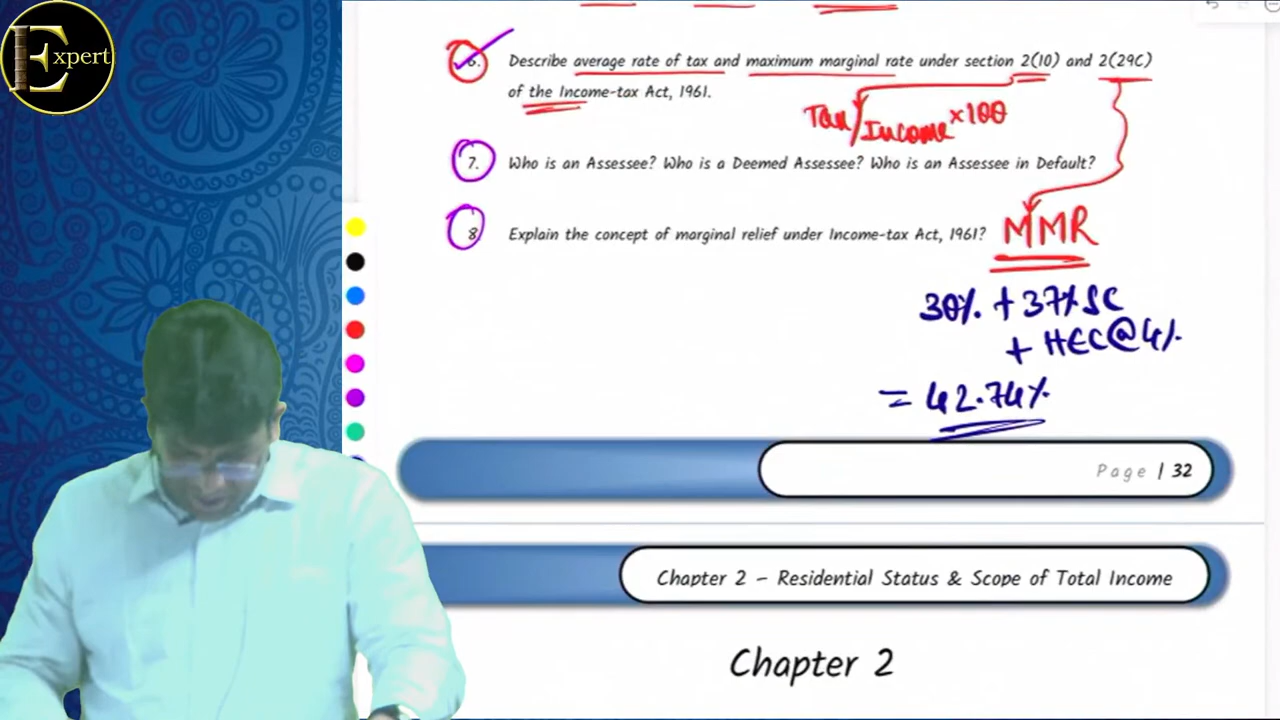 Expert
6. Describe average rate of tax and maximum marginal rate under section 2(10) and 2(29C)
of the Income-tax Act, 1961.
Tax/Income × 100
7. Who is an Assessee? Who is a Deemed Assessee? Who is an Assessee in Default?
8. Explain the concept of marginal relief under Income-tax Act, 1961?
MMR
30% + 37% SC
+ HEC@4%
= 42.74%
Page | 32
Chapter 2 – Residential Status & Scope of Total Income
Chapter 2